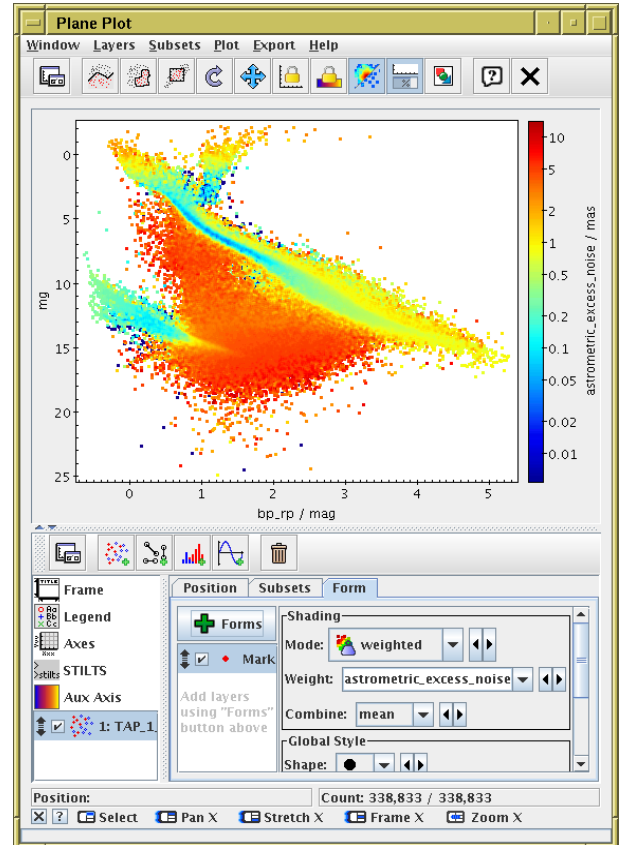 Plane Plot
Window Layers Subsets Plot Export Help
0
5
10
15
20
25
mg
0 1 2 3 4 5
bp_rp / mag
10
5
2
1
0.5
0.2
0.1
0.05
0.02
0.01
astrometric_excess_noise / mas
Frame
Legend
Axes
STILTS
Aux Axis
1: TAP_1_
Position Subsets Form
Forms
Mark
Add layers
using "Forms"
button above
Shading
Mode: weighted
Weight: astrometric_excess_noise
Combine: mean
Global Style
Shape:
Position:
Count: 338,833 / 338,833
Select Pan X Stretch X Frame X Zoom X